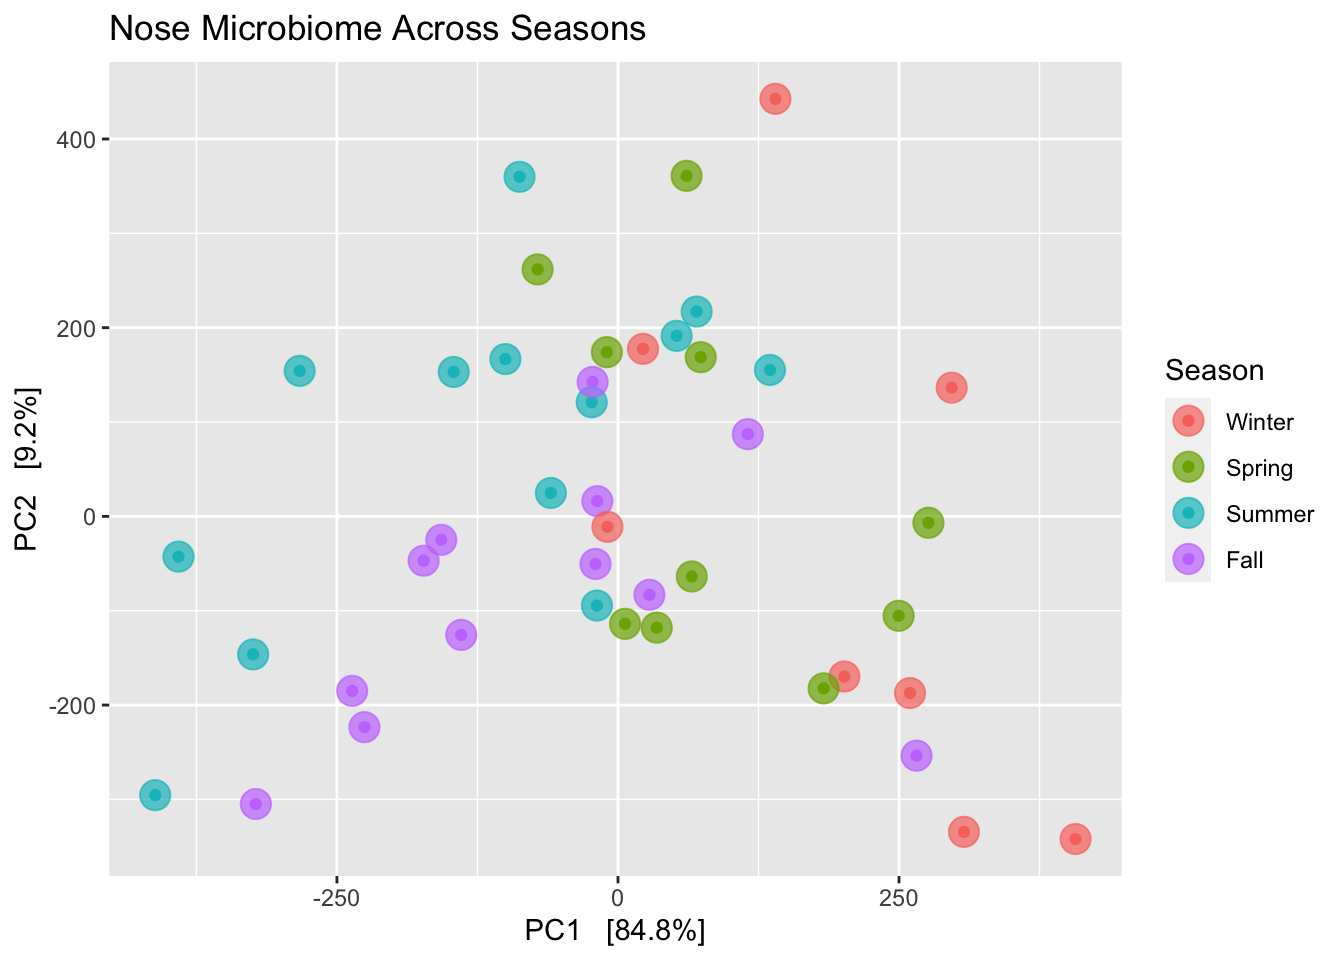 Nose Microbiome Across Seasons
400
200
0
-200
PC2 [9.2%]
-250
0
250
PC1 [84.8%]
Season
Winter
Spring
Summer
Fall